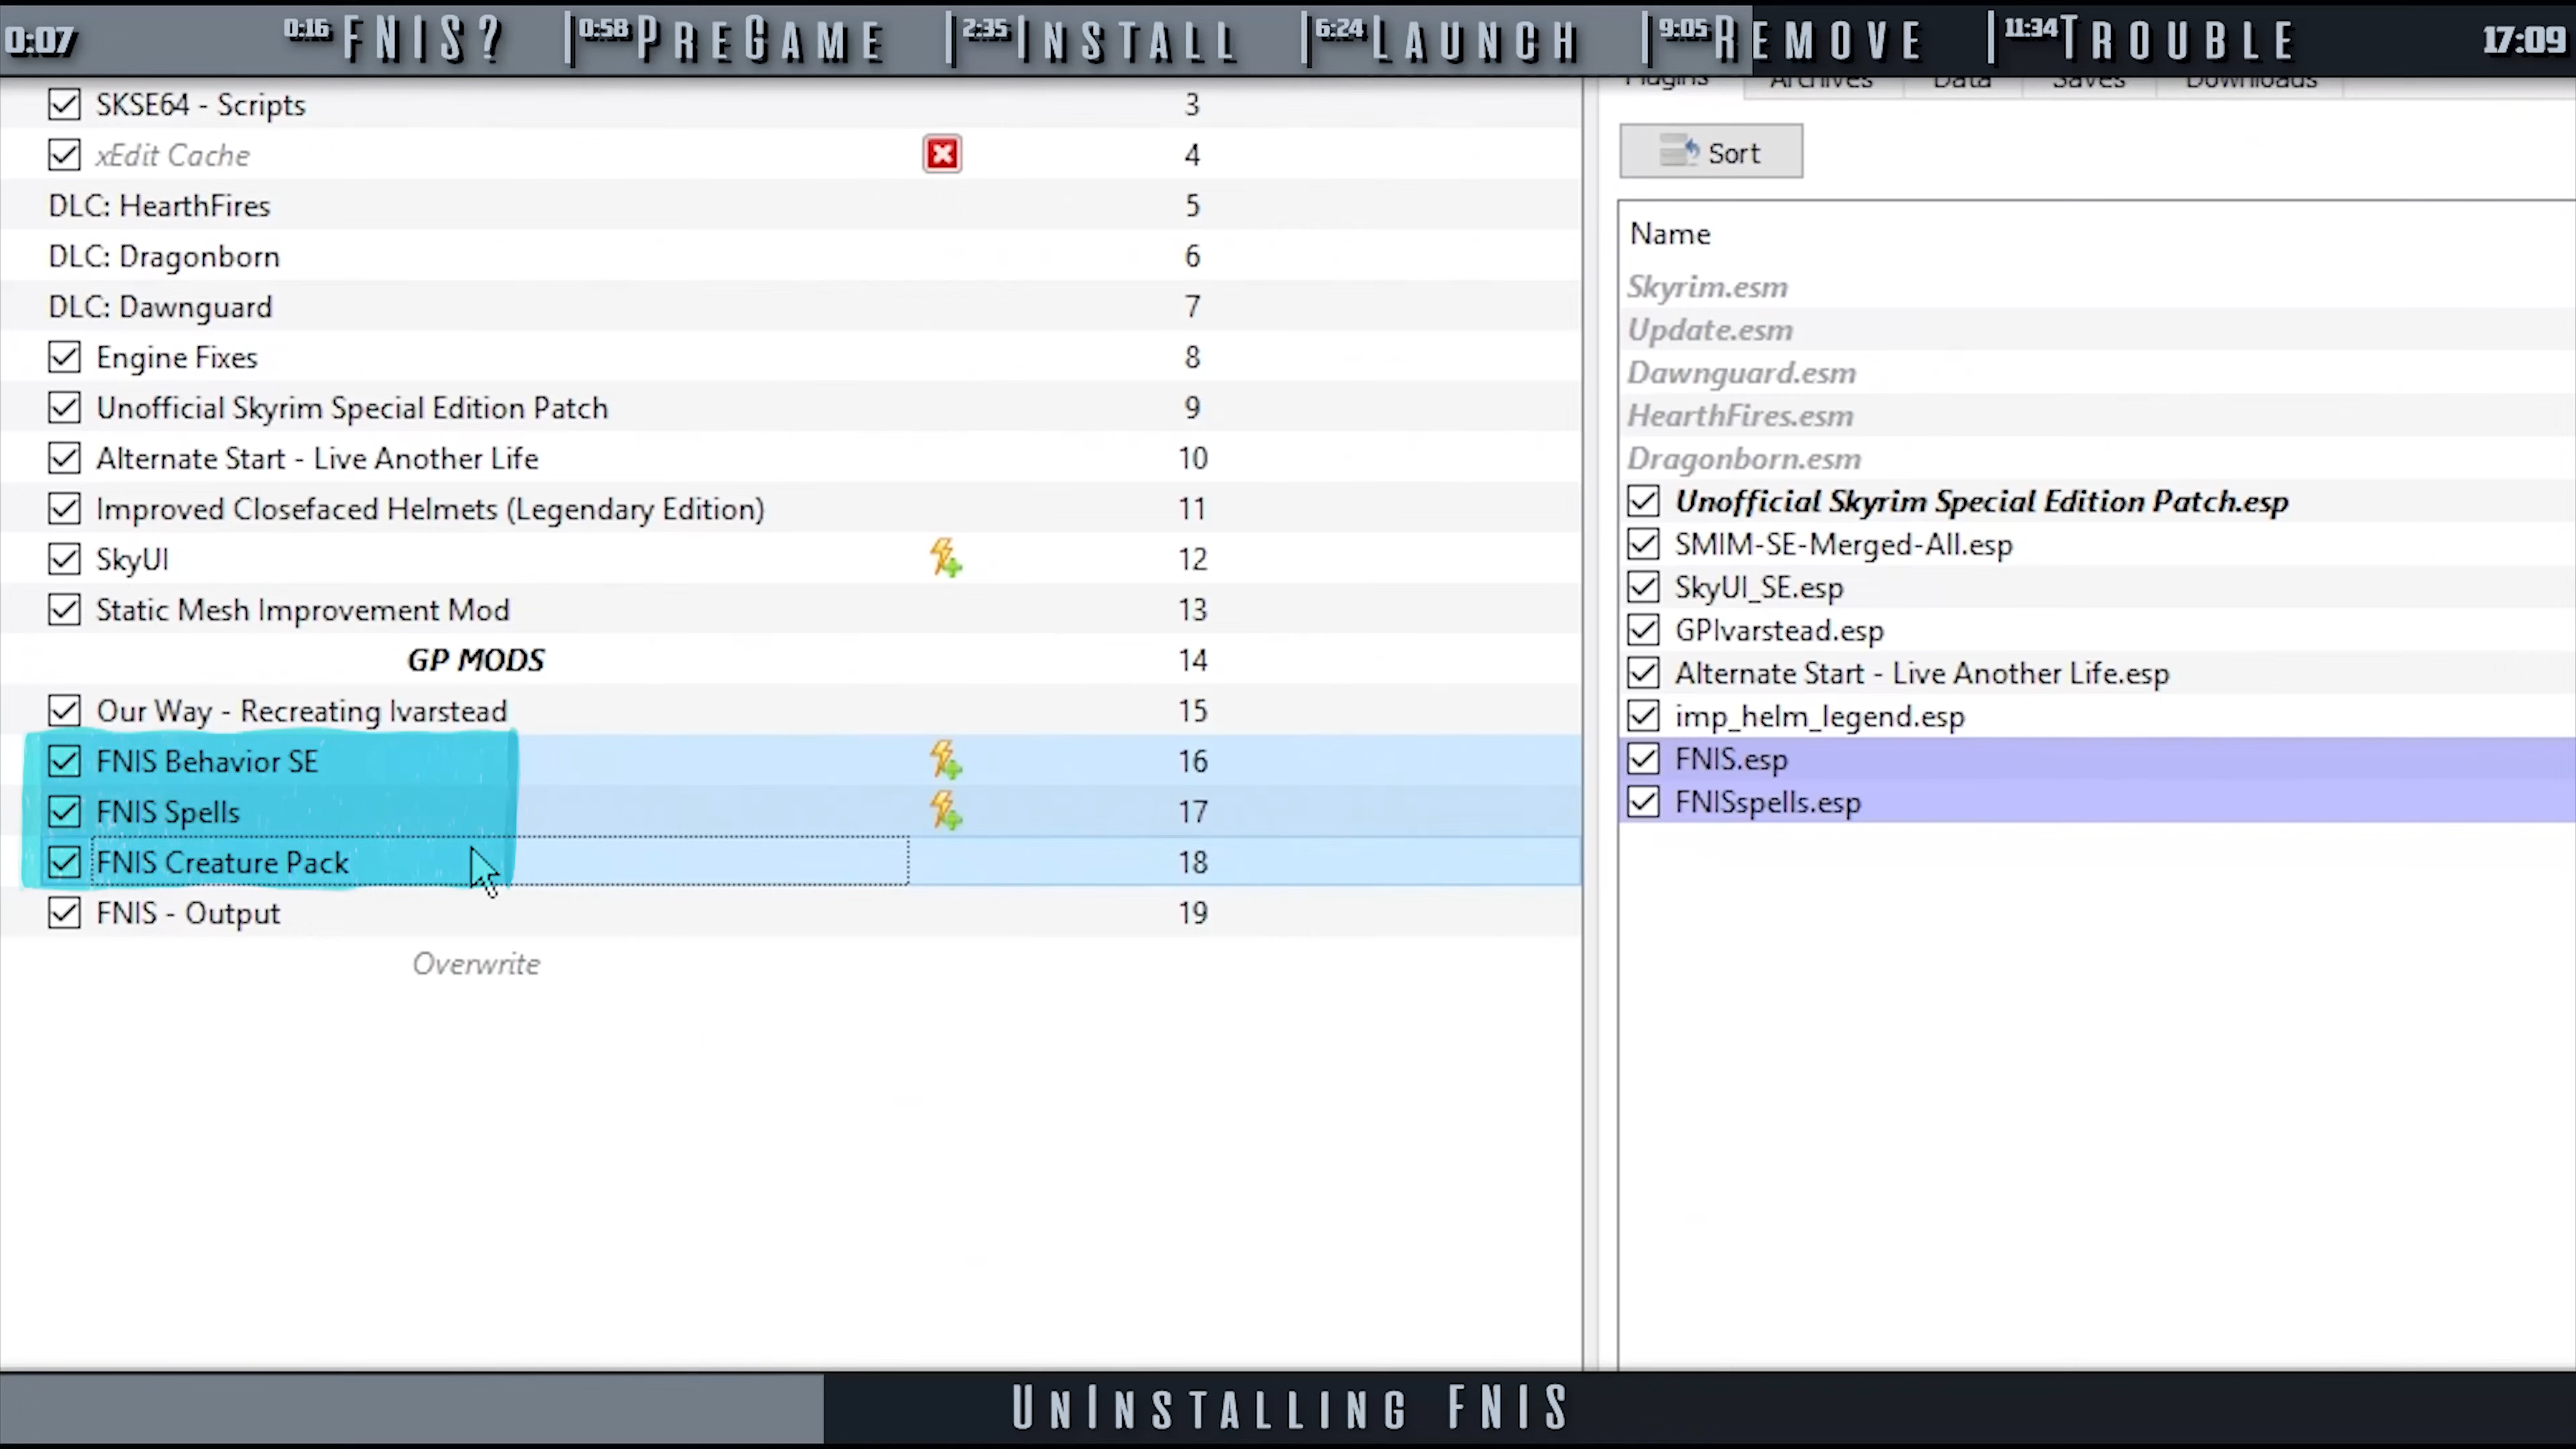 0:07 0:16 FNIS? 0:58 PREGAME 2:35 INSTALL 6:24 LAUNCH 9:05 REMOVE 11:34 TROUBLE 17:09
Plugins Archives Data Saves Downloads
SKSE64 - Scripts 3
xEdit Cache 4
DLC: HearthFires 5
DLC: Dragonborn 6
DLC: Dawnguard 7
Engine Fixes 8
Unofficial Skyrim Special Edition Patch 9
Alternate Start - Live Another Life 10
Improved Closefaced Helmets (Legendary Edition) 11
SkyUI 12
Static Mesh Improvement Mod 13
GP MODS 14
Our Way - Recreating Ivarstead 15
FNIS Behavior SE 16
FNIS Spells 17
FNIS Creature Pack 18
FNIS - Output 19
Overwrite
Sort
Name
Skyrim.esm
Update.esm
Dawnguard.esm
HearthFires.esm
Dragonborn.esm
Unofficial Skyrim Special Edition Patch.esp
SMIM-SE-Merged-All.esp
SkyUI_SE.esp
GPIvarstead.esp
Alternate Start - Live Another Life.esp
imp_helm_legend.esp
FNIS.esp
FNISspells.esp
UNINSTALLING FNIS